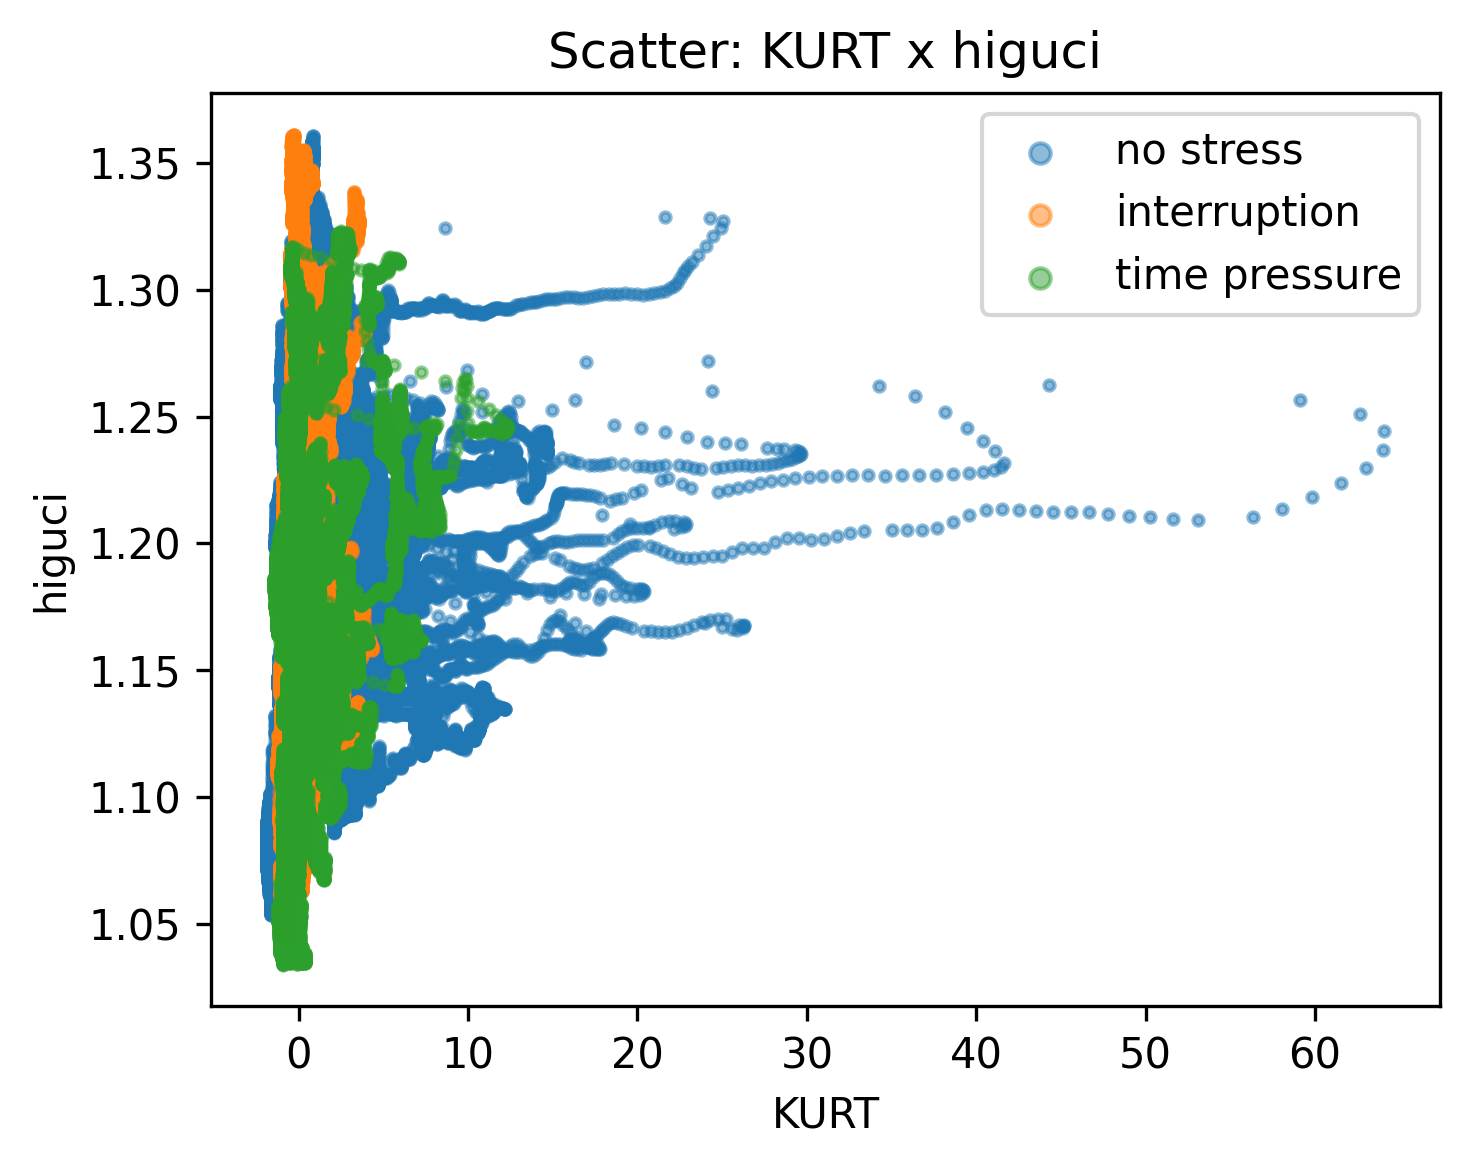 Scatter: KURT x higuci
no stress
interruption
time pressure
1.35
1.30
1.25
1.20
1.15
1.10
1.05
higuci
0 10 20 30 40 50 60
KURT